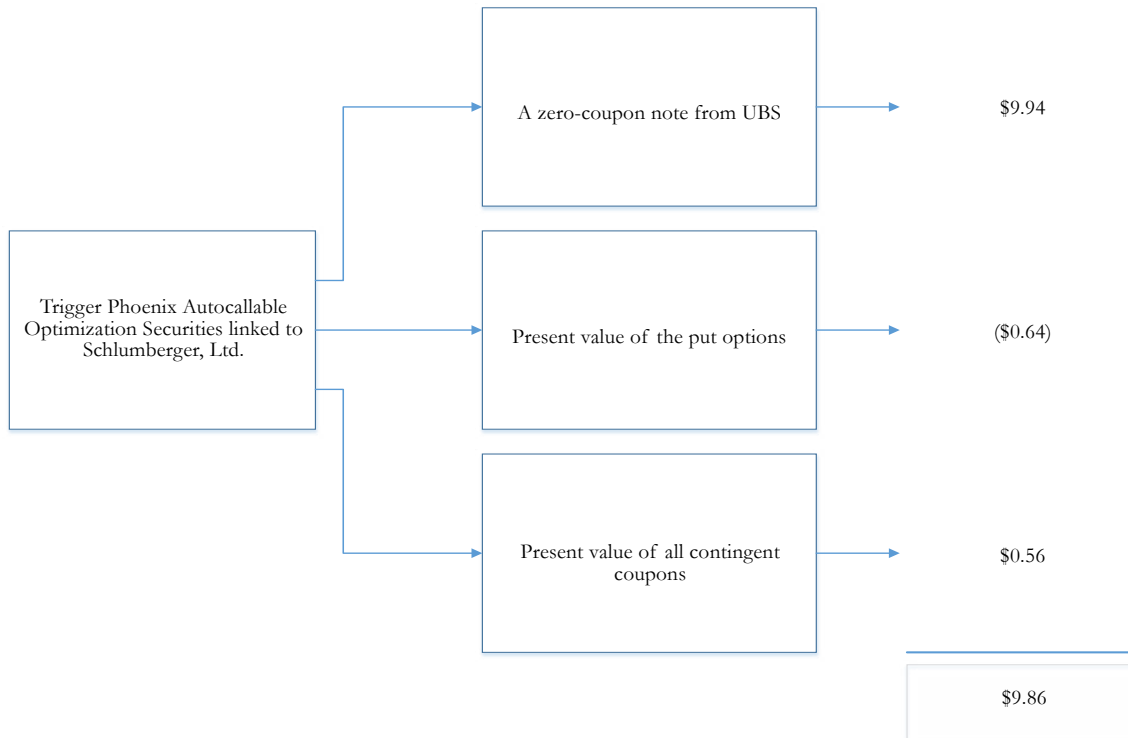 A zero-coupon note from UBS
$9.94
Trigger Phoenix Autocallable
Optimization Securities linked to
Schlumberger, Ltd.
Present value of the put options
($0.64)
Present value of all contingent
coupons
$0.56
$9.86